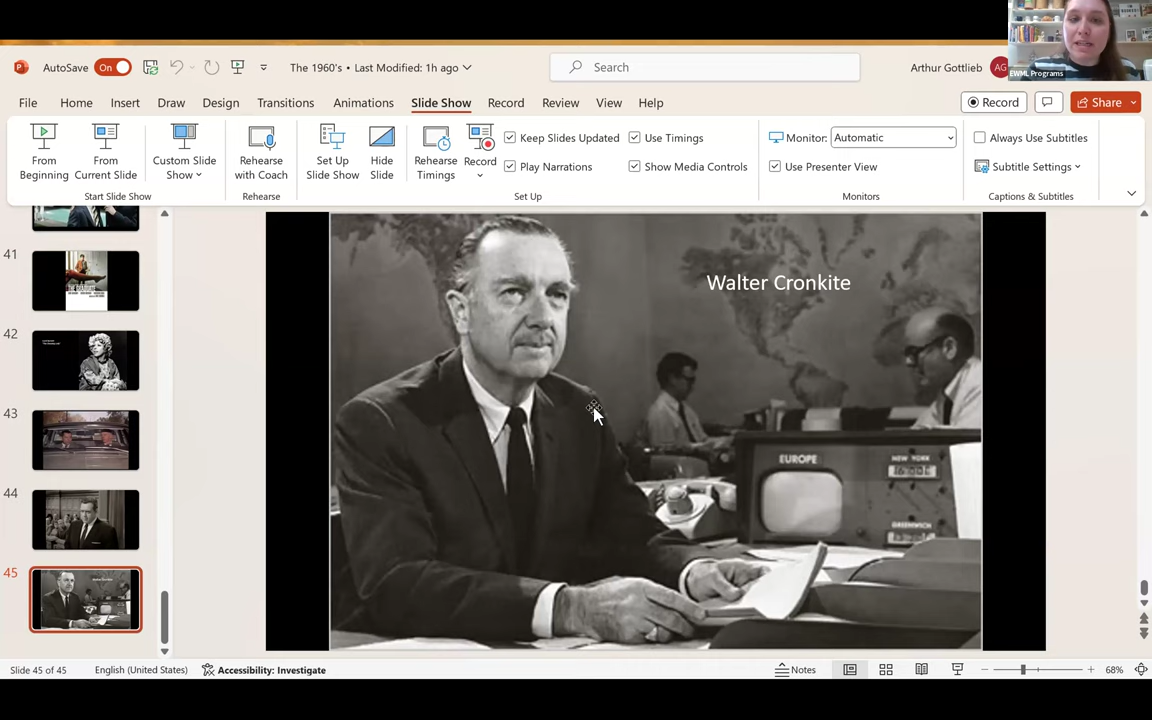 EWML Programs
AutoSave On
The 1960's • Last Modified: 1h ago
Search
Arthur Gottlieb AG
File Home Insert Draw Design Transitions Animations Slide Show Record Review View Help
Record
Share
From Beginning
From Current Slide
Custom Slide Show
Rehearse with Coach
Set Up Slide Show
Hide Slide
Rehearse Timings
Record
Keep Slides Updated
Use Timings
Play Narrations
Show Media Controls
Monitor: Automatic
Use Presenter View
Always Use Subtitles
Subtitle Settings
Start Slide Show
Rehearse
Set Up
Monitors
Captions & Subtitles
41
42
43
44
45
Walter Cronkite
EUROPE
NEW YORK
GREENWICH
Slide 45 of 45
English (United States)
Accessibility: Investigate
Notes
68%